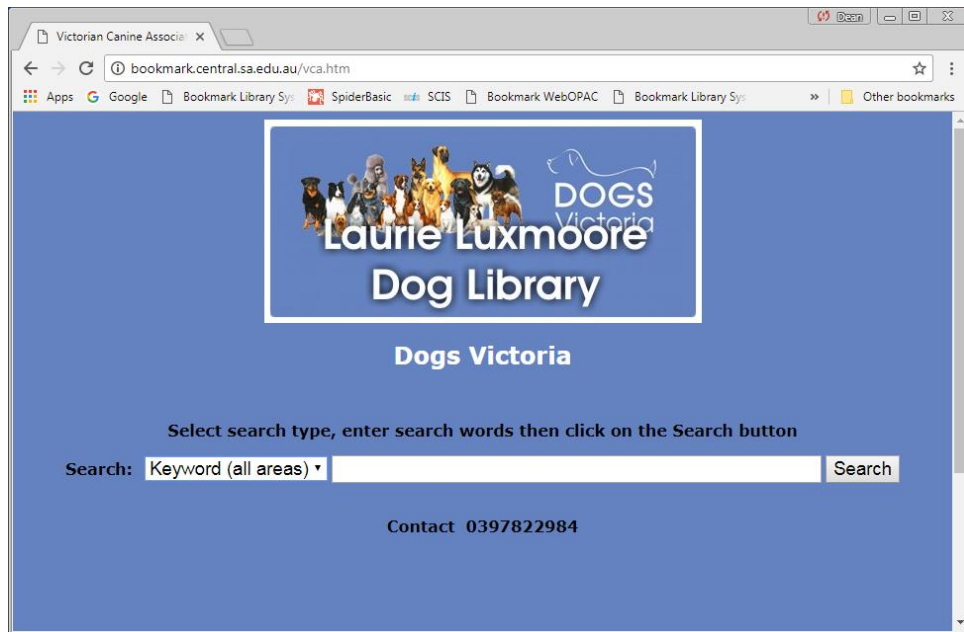 Dean
Victorian Canine Associa
bookmark.central.sa.edu.au/vca.htm
Apps Google Bookmark Library Sys SpiderBasic scis SCIS Bookmark WebOPAC Bookmark Library Sys » Other bookmarks
DOGS
Victoria
Laurie Luxmoore
Dog Library
Dogs Victoria
Select search type, enter search words then click on the Search button
Search: Keyword (all areas) Search
Contact 0397822984